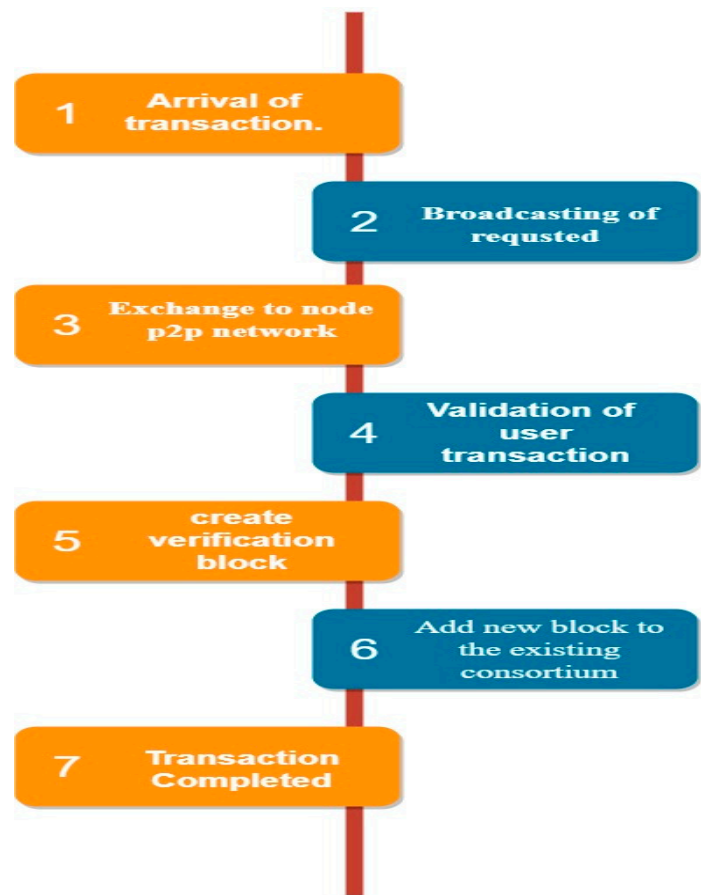 1
Arrival of
transaction.
2
Broadcasting of
requsted
3
Exchange to node
p2p network
4
Validation of
user
transaction
5
create
verification
block
6
Add new block to
the existing
consortium
7
Transaction
Completed